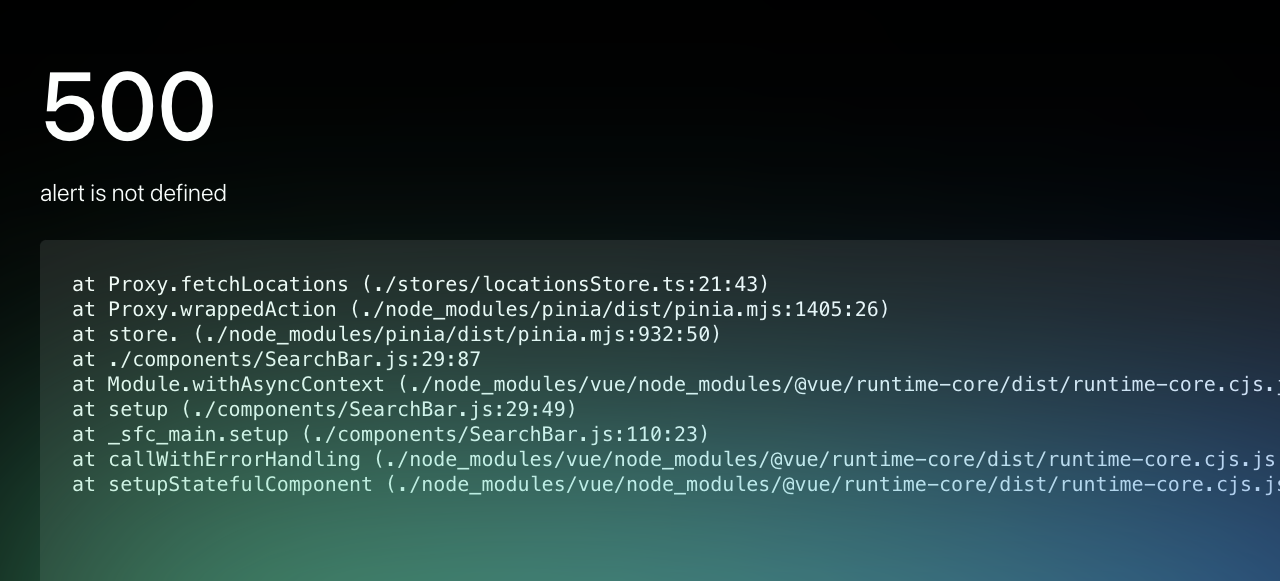 500
alert is not defined
at Proxy.fetchLocations (./stores/locationsStore.ts:21:43)
at Proxy.wrappedAction (./node_modules/pinia/dist/pinia.mjs:1405:26)
at store. (./node_modules/pinia/dist/pinia.mjs:932:50)
at ./components/SearchBar.js:29:87
at Module.withAsyncContext (./node_modules/vue/node_modules/@vue/runtime-core/dist/runtime-core.cjs.j
at setup (./components/SearchBar.js:29:49)
at _sfc_main.setup (./components/SearchBar.js:110:23)
at callWithErrorHandling (./node_modules/vue/node_modules/@vue/runtime-core/dist/runtime-core.cjs.js
at setupStatefulComponent (./node_modules/vue/node_modules/@vue/runtime-core/dist/runtime-core.cjs.js